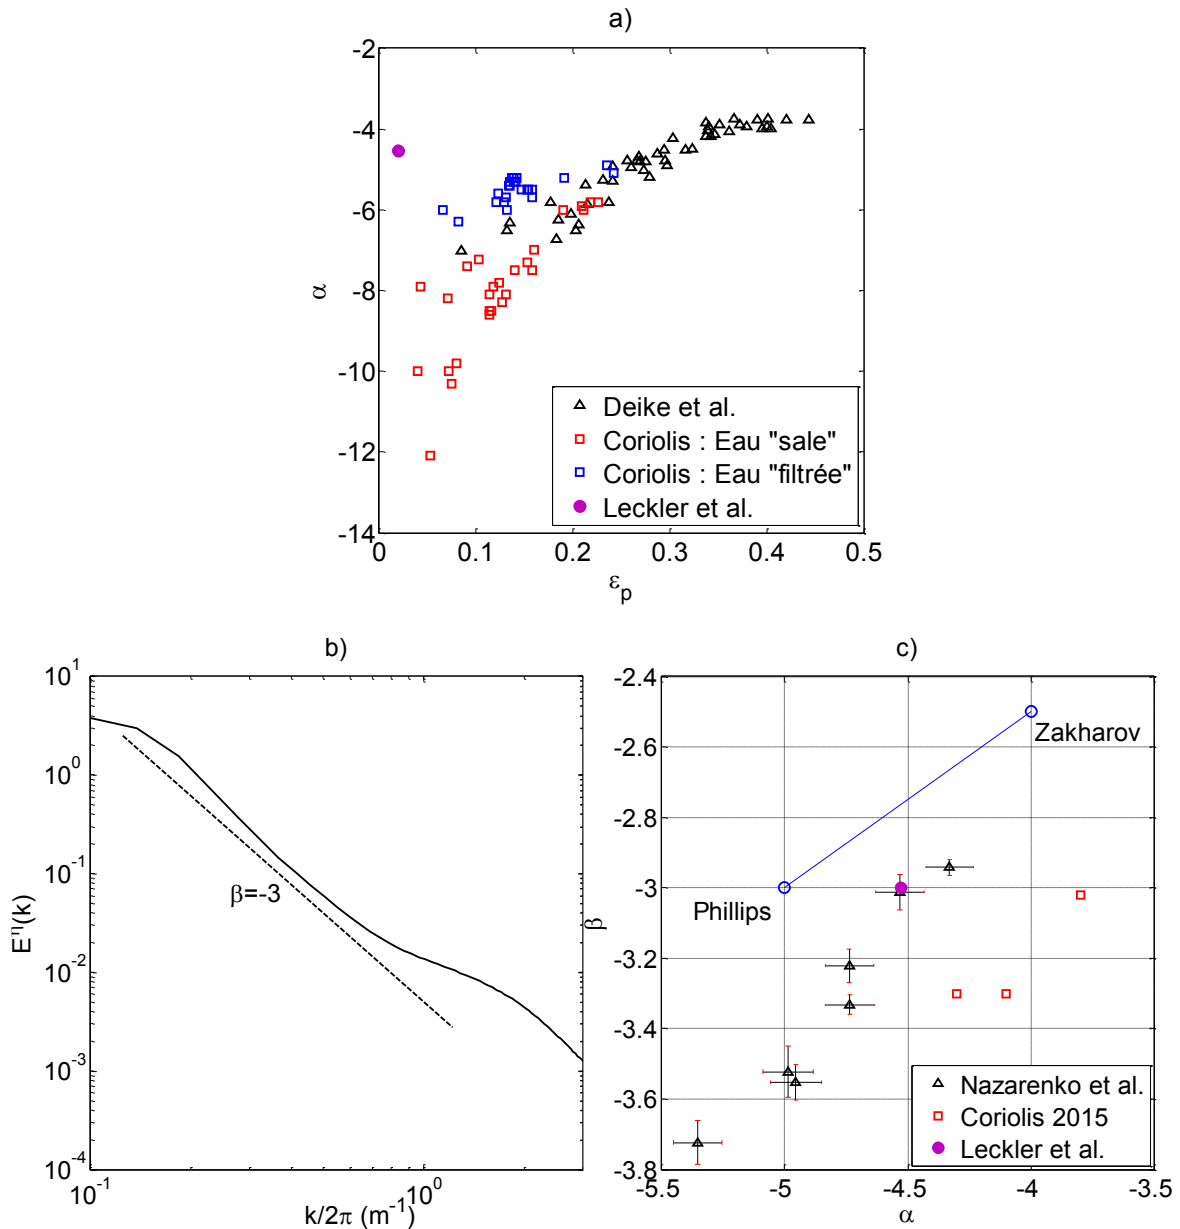 a)
-2
-4
-6
-8
-10
-12
-14
α
0
0.1
0.2
0.3
0.4
0.5
ε_p
Deike et al.
Coriolis : Eau "sale"
Coriolis : Eau "filtrée"
Leckler et al.
b)
10^1
10^0
10^-1
10^-2
10^-3
10^-4
E^η(k)
β=-3
10^-1
10^0
k/2π (m^-1)
c)
-2.4
-2.6
-2.8
-3
-3.2
-3.4
-3.6
-3.8
β
Zakharov
Phillips
Nazarenko et al.
Coriolis 2015
Leckler et al.
-5.5
-5
-4.5
-4
-3.5
α